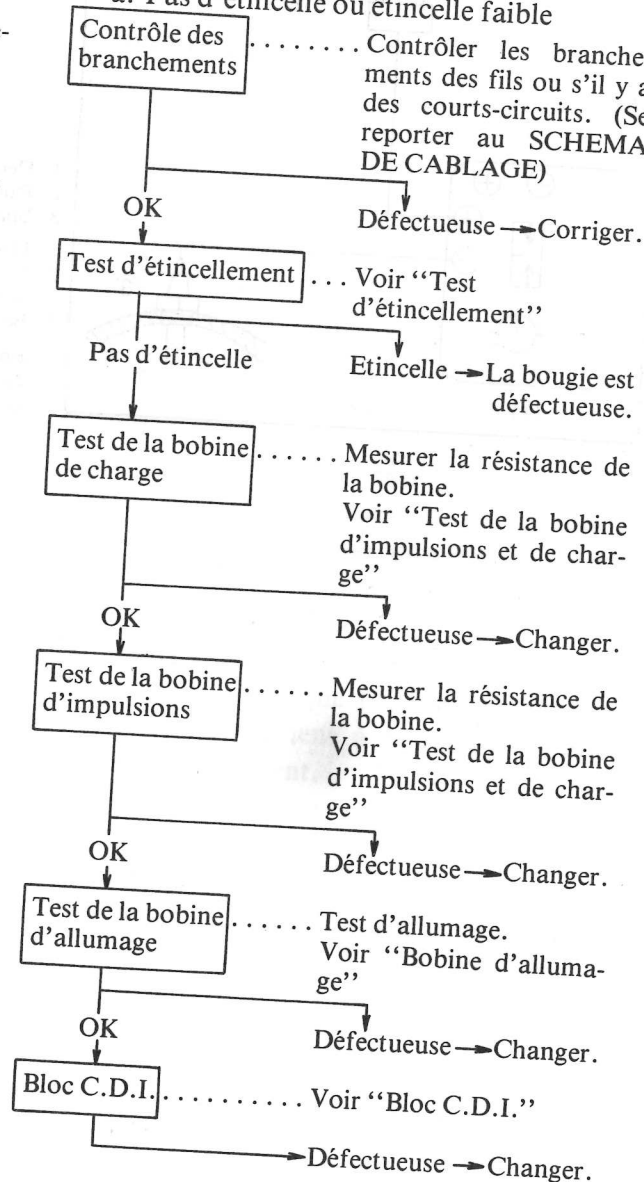 a. Pas d'étincelle ou étincelle faible
Contrôle des
branchements
. . . . . . . . Contrôler les branche-
ments des fils ou s'il y a
des courts-circuits. (Se
reporter au SCHEMA
DE CABLAGE)
OK
Défectueuse → Corriger.
Test d'étincellement . . . Voir “Test
d'étincellement’’
Pas d'étincelle
Etincelle → La bougie est
défectueuse.
Test de la bobine
de charge
. . . . . . Mesurer la résistance de
la bobine.
Voir “Test de la bobine
d'impulsions et de char-
ge’’
OK
Défectueuse → Changer.
Test de la bobine
d'impulsions
. . . . . . Mesurer la résistance de
la bobine.
Voir “Test de la bobine
d'impulsions et de char-
ge’’
OK
Défectueuse → Changer.
Test de la bobine
d'allumage
. . . . . . Test d'allumage.
Voir “Bobine d'alluma-
ge’’
OK
Défectueuse → Changer.
Bloc C.D.I. . . . . . . . . . . Voir “Bloc C.D.I.’’
Défectueuse → Changer.